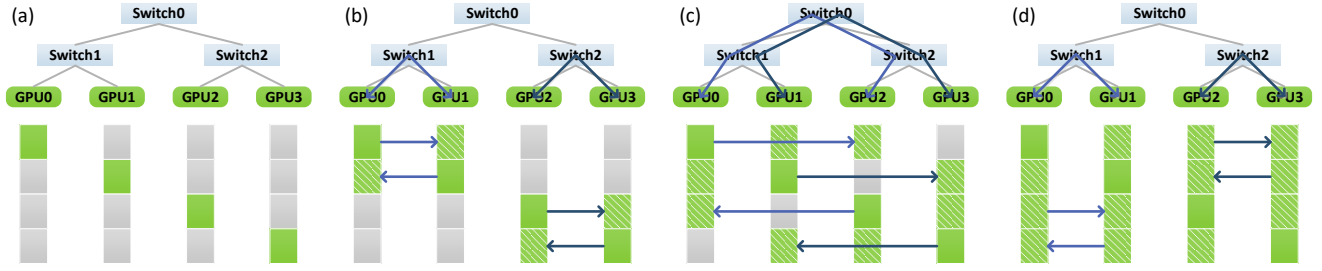 (a) Switch0 (b) Switch0 (c) Switch0 (d) Switch0
Switch1 Switch2 Switch1 Switch2 Switch1 Switch2 Switch1 Switch2
GPU0 GPU1 GPU2 GPU3 GPU0 GPU1 GPU2 GPU3 GPU0 GPU1 GPU2 GPU3 GPU0 GPU1 GPU2 GPU3